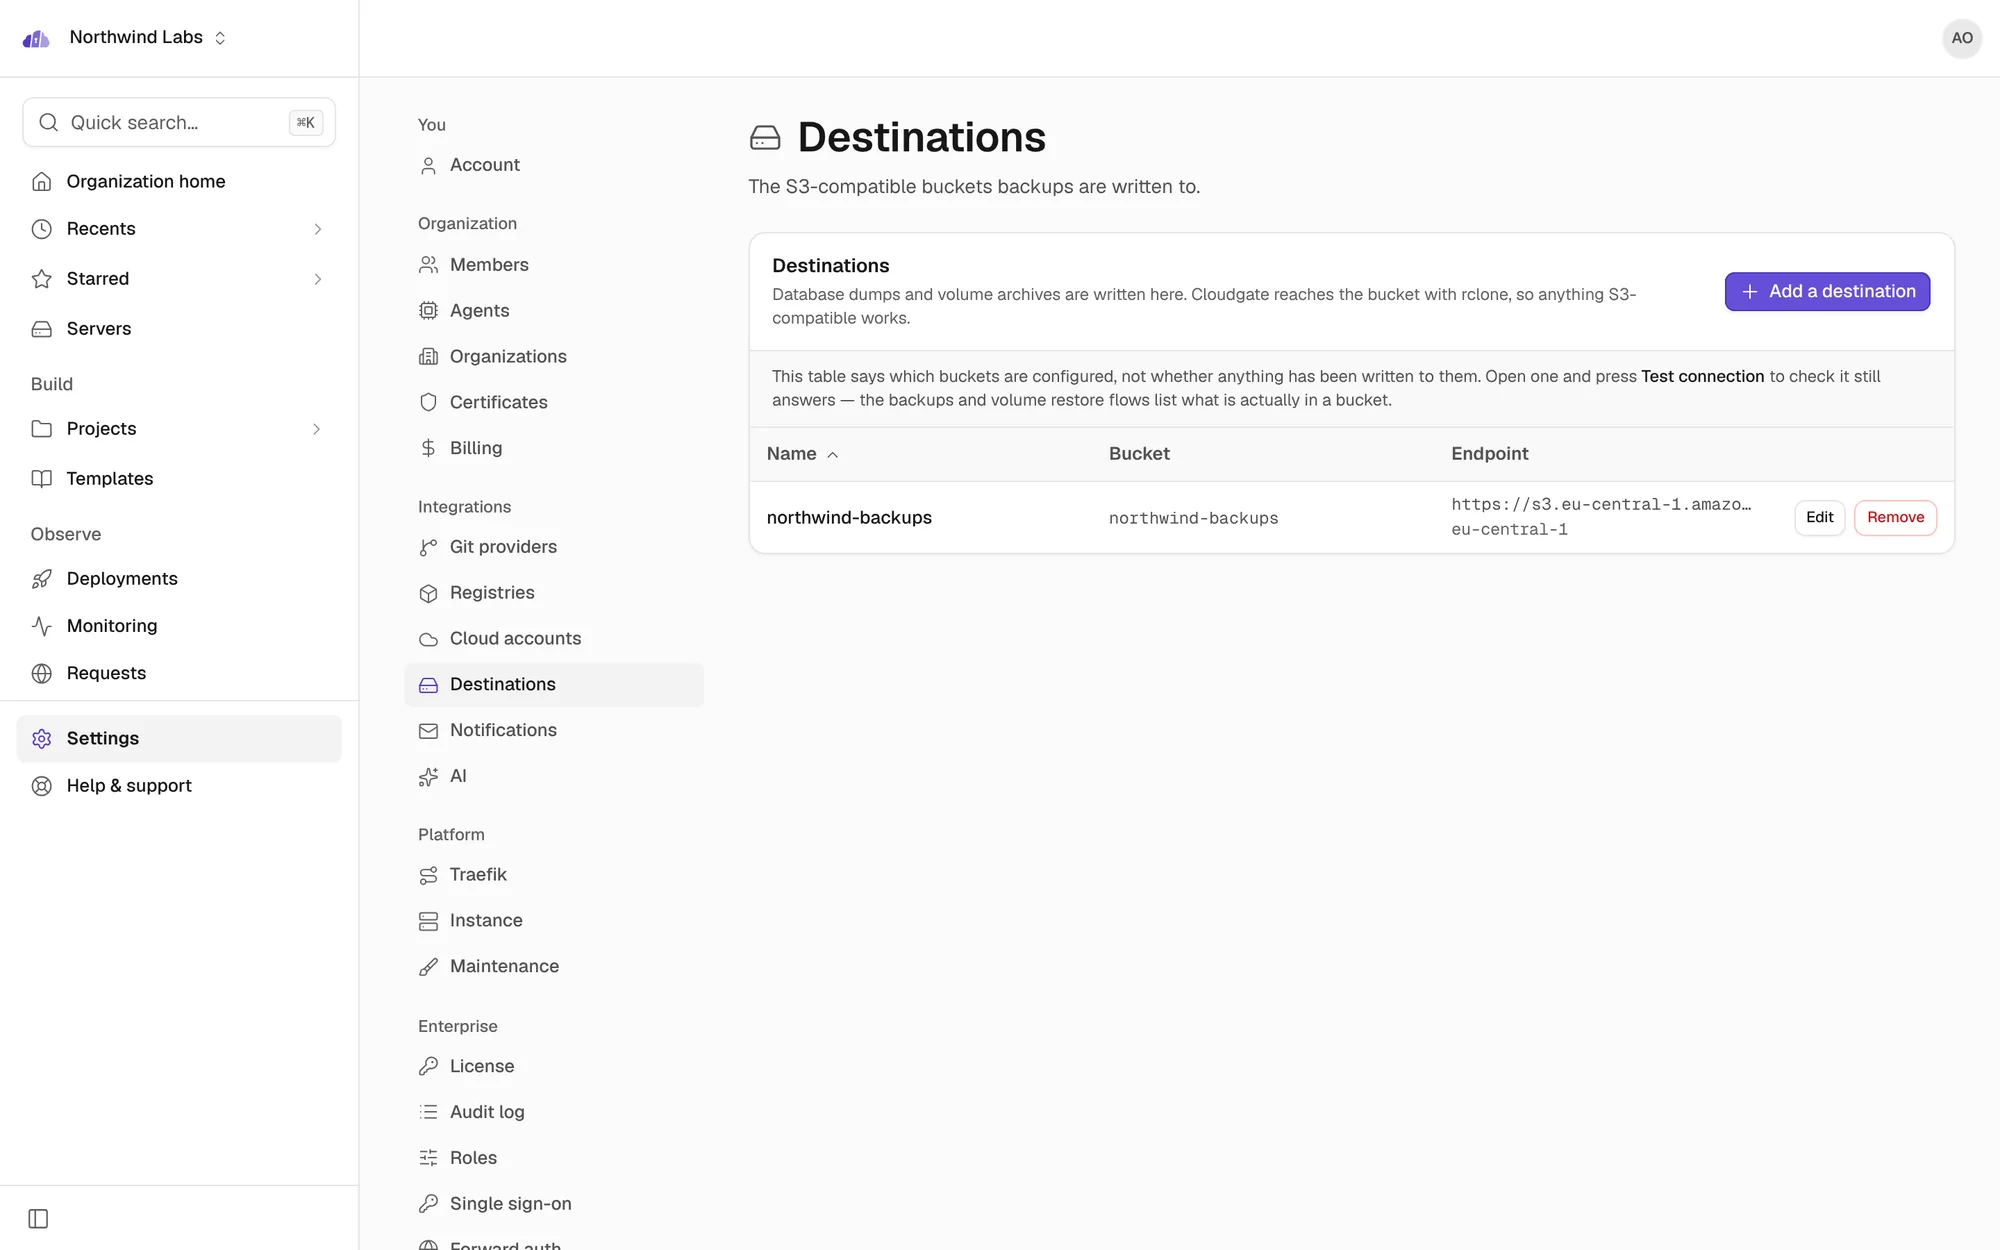 Northwind Labs
AO
Quick search...
⌘K
Organization home
Recents
Starred
Servers
Build
Projects
Templates
Observe
Deployments
Monitoring
Requests
Settings
Help & support
You
Account
Organization
Members
Agents
Organizations
Certificates
Billing
Integrations
Git providers
Registries
Cloud accounts
Destinations
Notifications
AI
Platform
Traefik
Instance
Maintenance
Enterprise
License
Audit log
Roles
Single sign-on
Forward auth
Destinations
The S3-compatible buckets backups are written to.
Destinations
Database dumps and volume archives are written here. Cloudgate reaches the bucket with rclone, so anything S3-
compatible works.
Add a destination
This table says which buckets are configured, not whether anything has been written to them. Open one and press Test connection to check it still
answers — the backups and volume restore flows list what is actually in a bucket.
Name Bucket Endpoint
northwind-backups northwind-backups https://s3.eu-central-1.amazo…
eu-central-1
Edit Remove